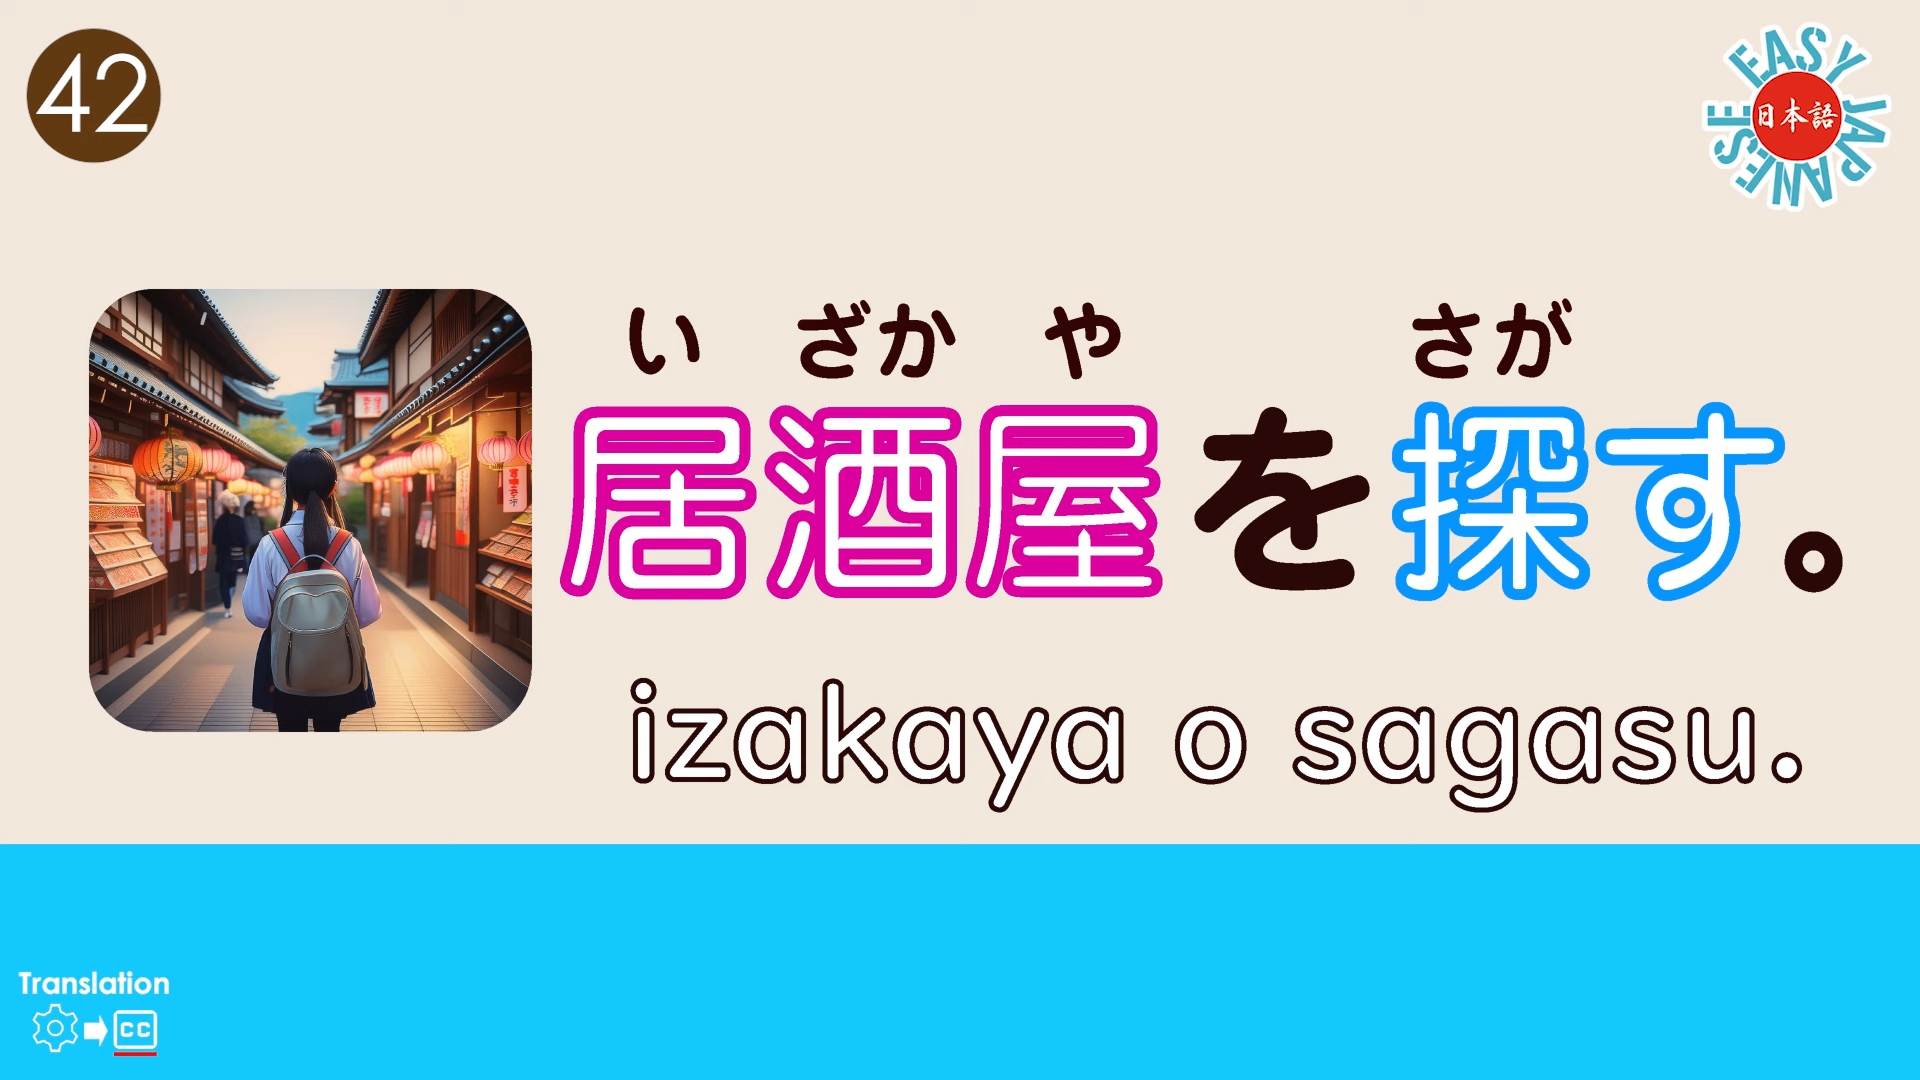 42
EASY JAPANESE
日本語
い ざか や さが
居酒屋を探す。
izakaya o sagasu.
Translation
CC